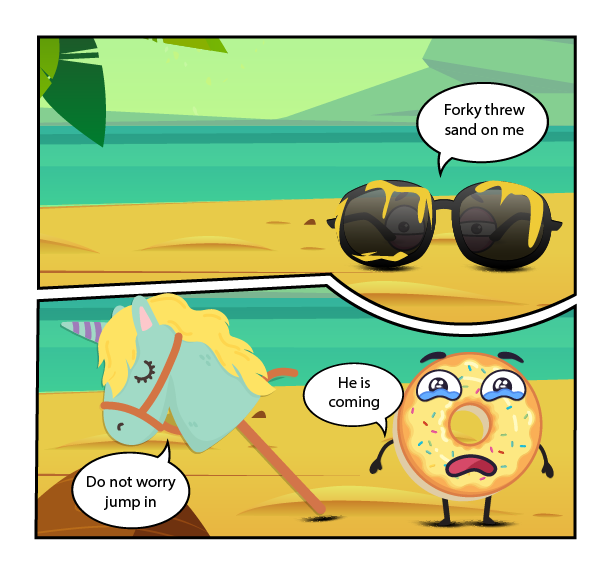 Forky threw
sand on me
He is
coming
Do not worry
jump in